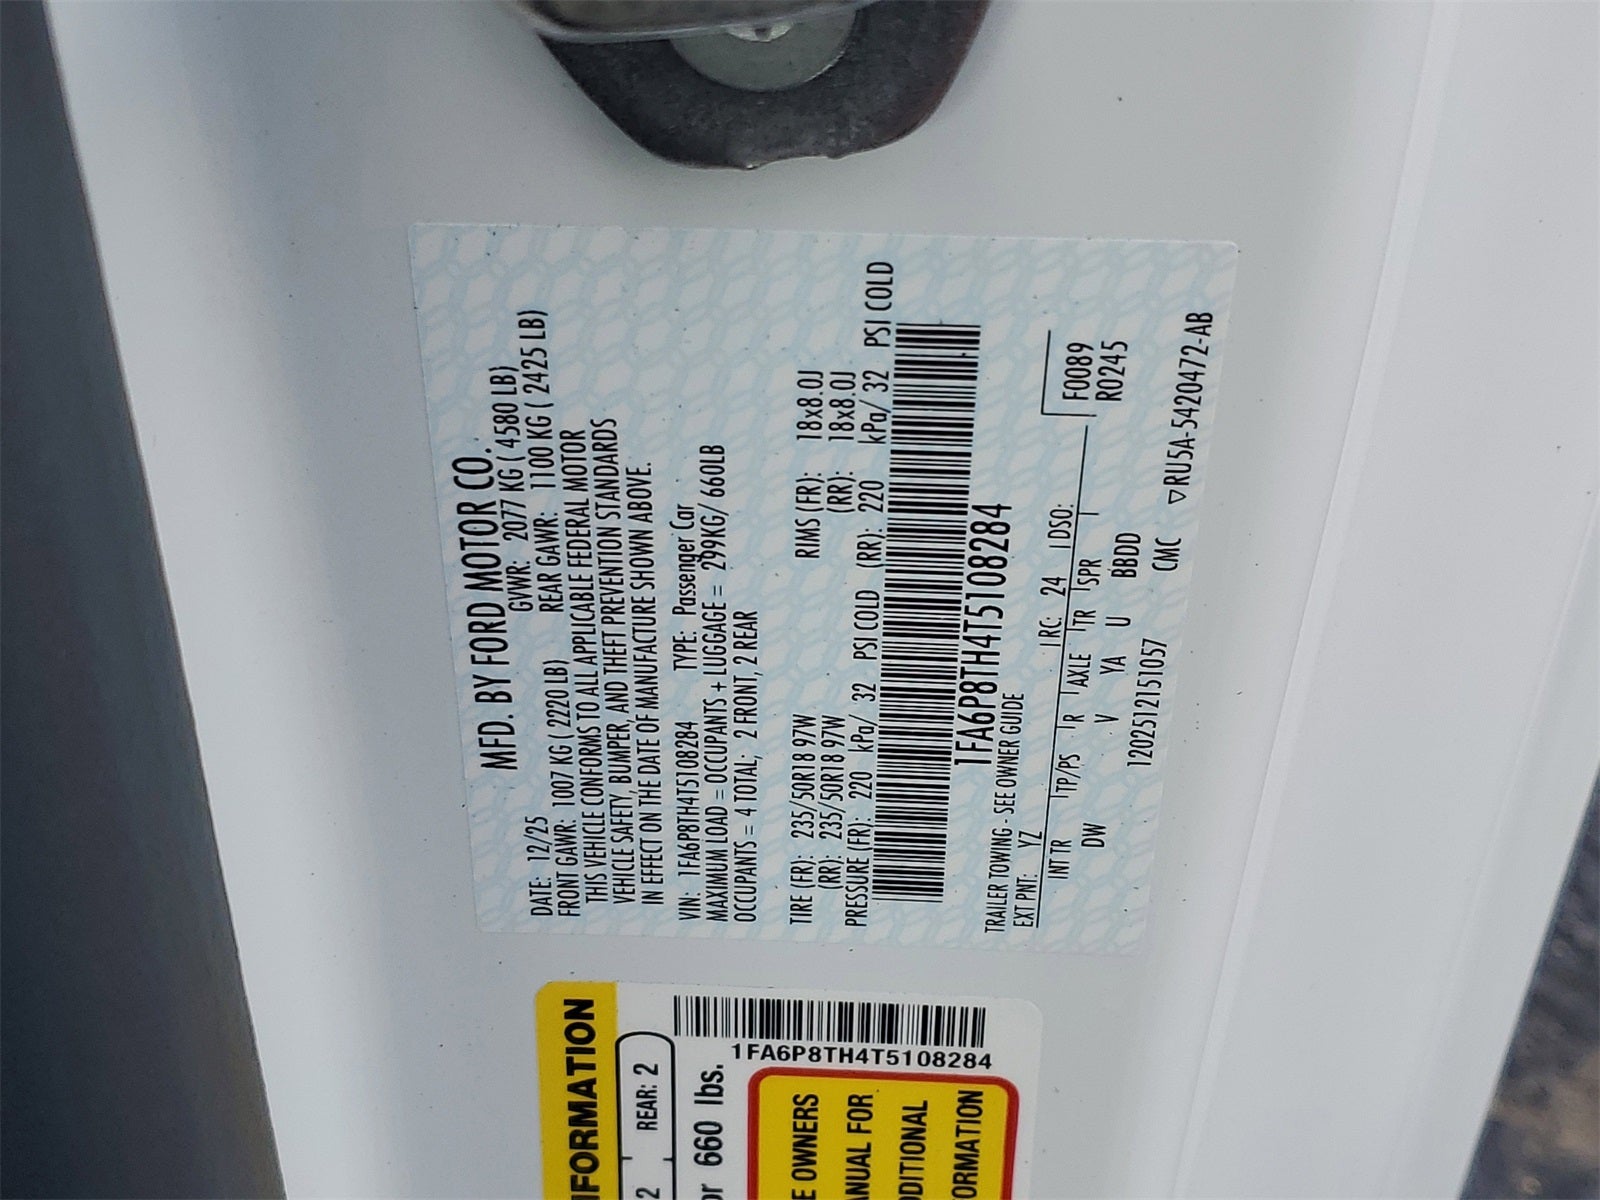 MFD. BY FORD MOTOR CO.
DATE: 12/25 GVWR: 2077 KG ( 4580 LB)
FRONT GAWR: 1007 KG ( 2220 LB) REAR GAWR: 1100 KG ( 2425 LB)
THIS VEHICLE CONFORMS TO ALL APPLICABLE FEDERAL MOTOR
VEHICLE SAFETY, BUMPER, AND THEFT PREVENTION STANDARDS
IN EFFECT ON THE DATE OF MANUFACTURE SHOWN ABOVE.
VIN: 1FA6P8TH4T5108284 TYPE: Passenger Car
MAXIMUM LOAD = OCCUPANTS + LUGGAGE = 299KG/ 660LB
OCCUPANTS = 4 TOTAL; 2 FRONT, 2 REAR
TIRE (FR): 235/50R18 97W RIMS (FR): 18x8.0J
(RR): 235/50R18 97W (RR): 18x8.0J
PRESSURE (FR): 220 kPa/ 32 PSI COLD (RR): 220 kPa/ 32 PSI COLD
1FA6P8TH4T5108284
TRAILER TOWING - SEE OWNER GUIDE
EXT PNT: YZ RC: 24 DSO:
F0089
R0245
INT TR TP/PS R AXLE TR SPR
DW V YA U BBDD
1202512151057 CMC ▽RU5A-5420472-AB
NFORMATION
2 REAR: 2
or 660 lbs.
1FA6P8TH4T5108284
E OWNERS
ANUAL FOR
DDITIONAL
ORMATION